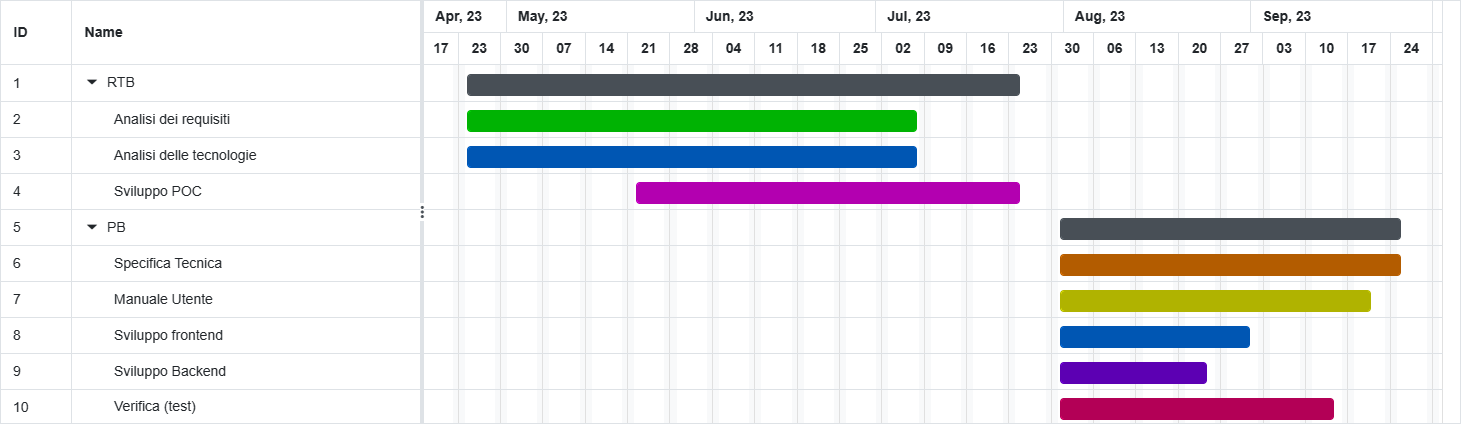 ID Name Apr, 23 May, 23 Jun, 23 Jul, 23 Aug, 23 Sep, 23
17 23 30 07 14 21 28 04 11 18 25 02 09 16 23 30 06 13 20 27 03 10 17 24
1 RTB
2 Analisi dei requisiti
3 Analisi delle tecnologie
4 Sviluppo POC
5 PB
6 Specifica Tecnica
7 Manuale Utente
8 Sviluppo frontend
9 Sviluppo Backend
10 Verifica (test)